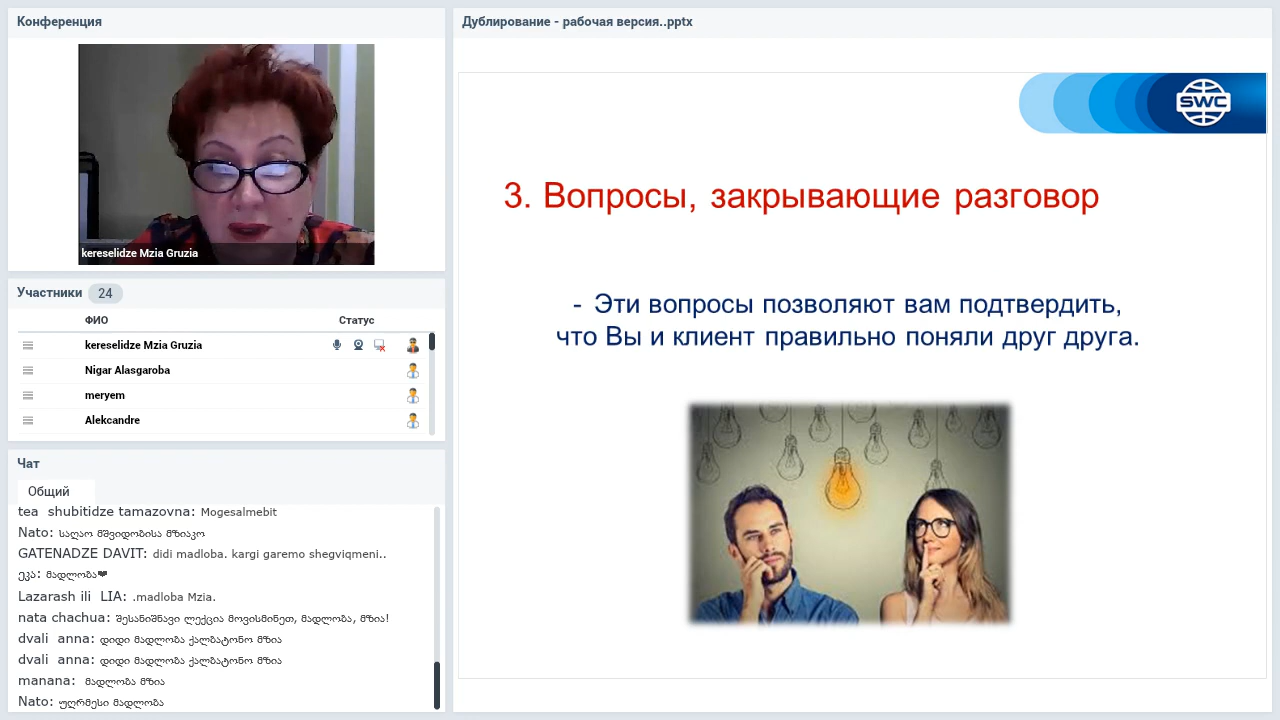 Конференция
kereselidze Mzia Gruzia
Участники 24
ФИО Статус
kereselidze Mzia Gruzia
Nigar Alasgaroba
meryem
Alekcandre
Чат
Общий
tea shubitidze tamazovna: Mogesalmebit
Nato: საღაო მშვიდობისა მზიაკო
GATENADZE DAVIT: didi madloba. kargi garemo shegviqmeni..
ეკა: მადლობა❤
Lazarash ili LIA: .madloba Mzia.
nata chachua: შესანიშნავი ლექცია მოვისმინეთ, მადლობა, მზია!
dvali anna: დიდი მადლობა ქალბატონო მზია
dvali anna: დიდი მადლობა ქალბატონო მზია
manana: მადლობა მზია
Nato: უღრმესი მადლობა
Дублирование - рабочая версия..pptx
SWC
3. Вопросы, закрывающие разговор
- Эти вопросы позволяют вам подтвердить,
что Вы и клиент правильно поняли друг друга.